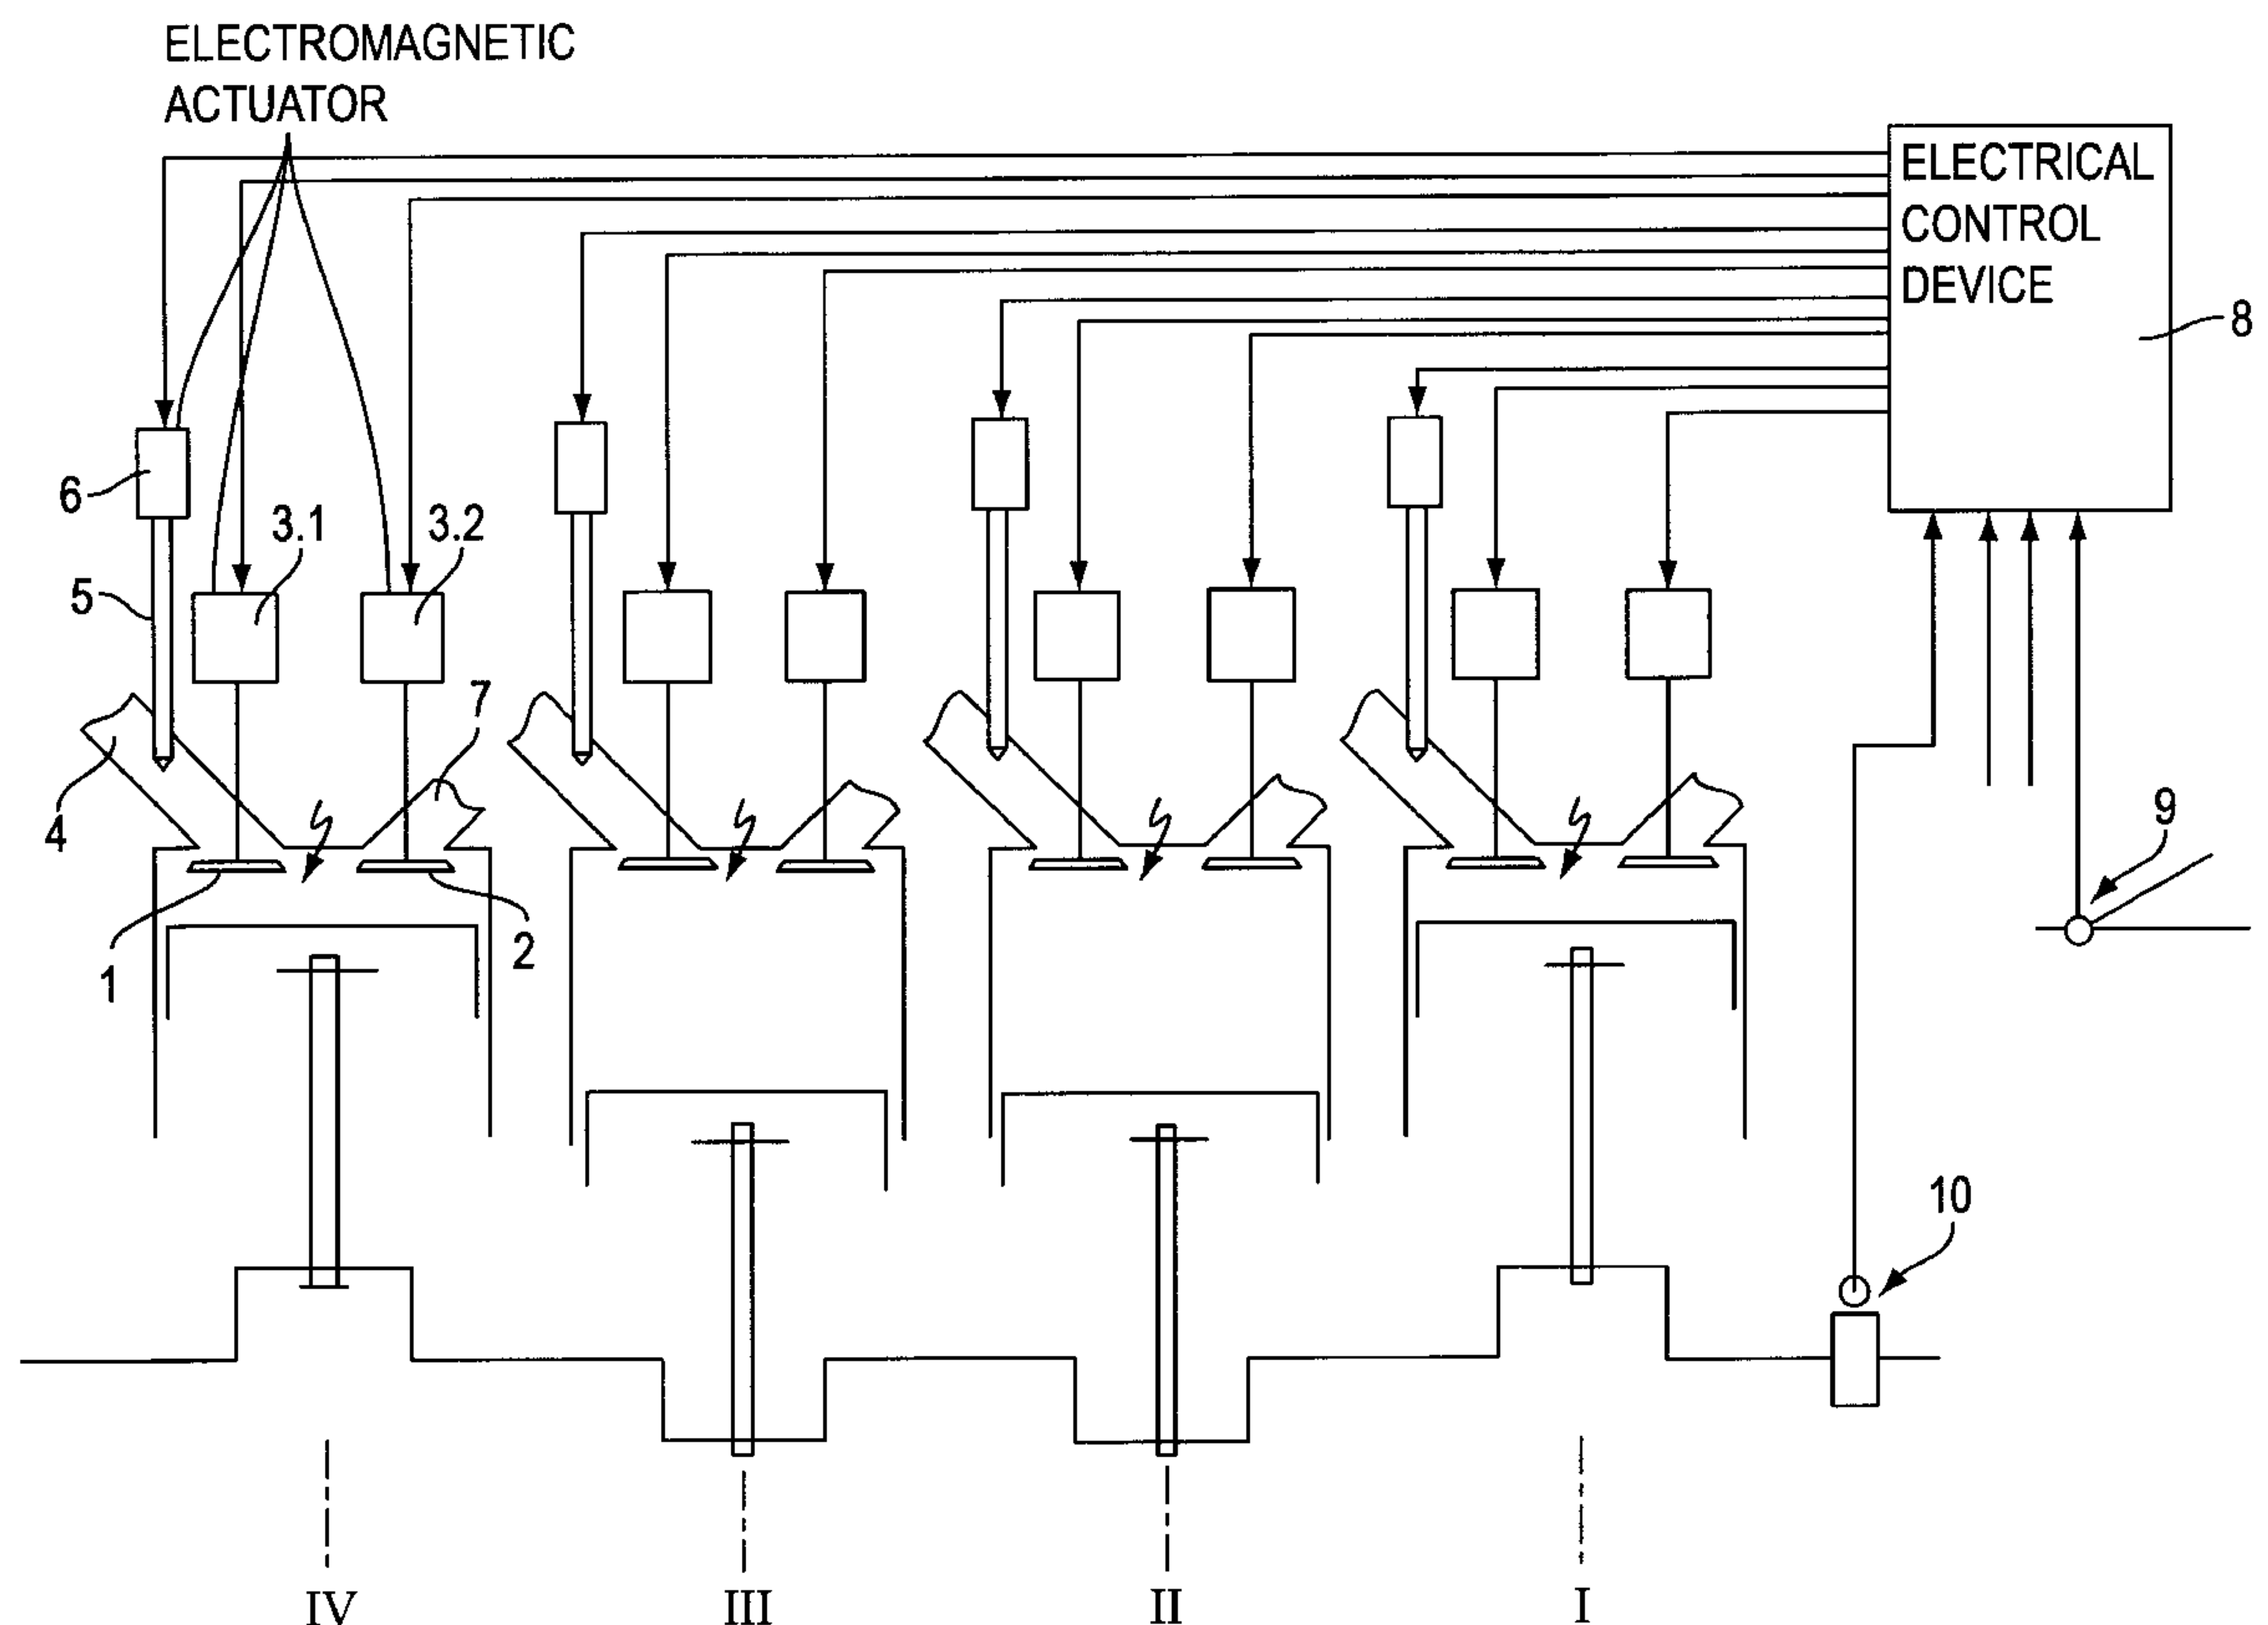 ELECTROMAGNETIC
ACTUATOR
ELECTRICAL
CONTROL
DEVICE
8
6
3.1
3.2
5
7
4
9
1
2
10
IV
III
II
I